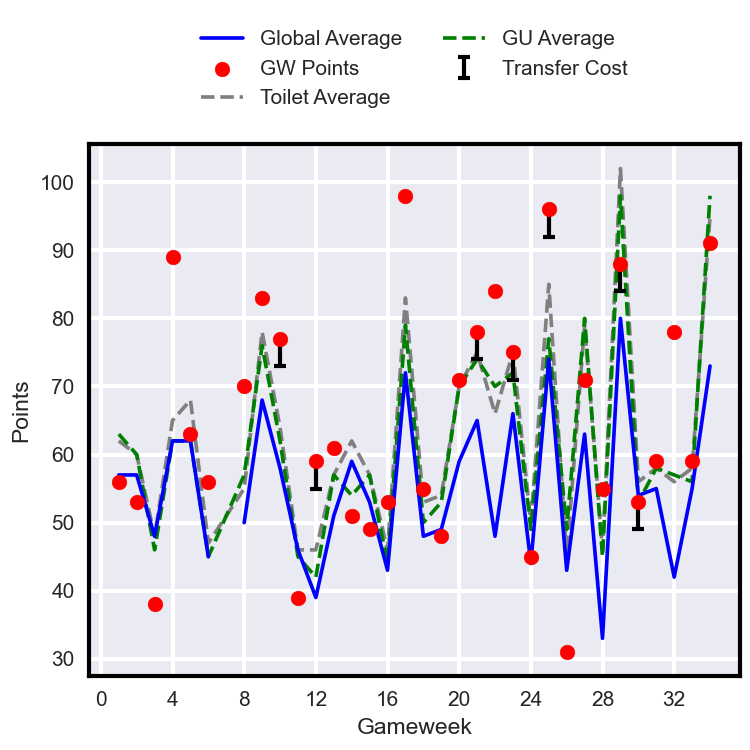 Global Average
GW Points
Toilet Average
GU Average
Transfer Cost
100
90
80
70
60
50
40
30
Points
0 4 8 12 16 20 24 28 32
Gameweek